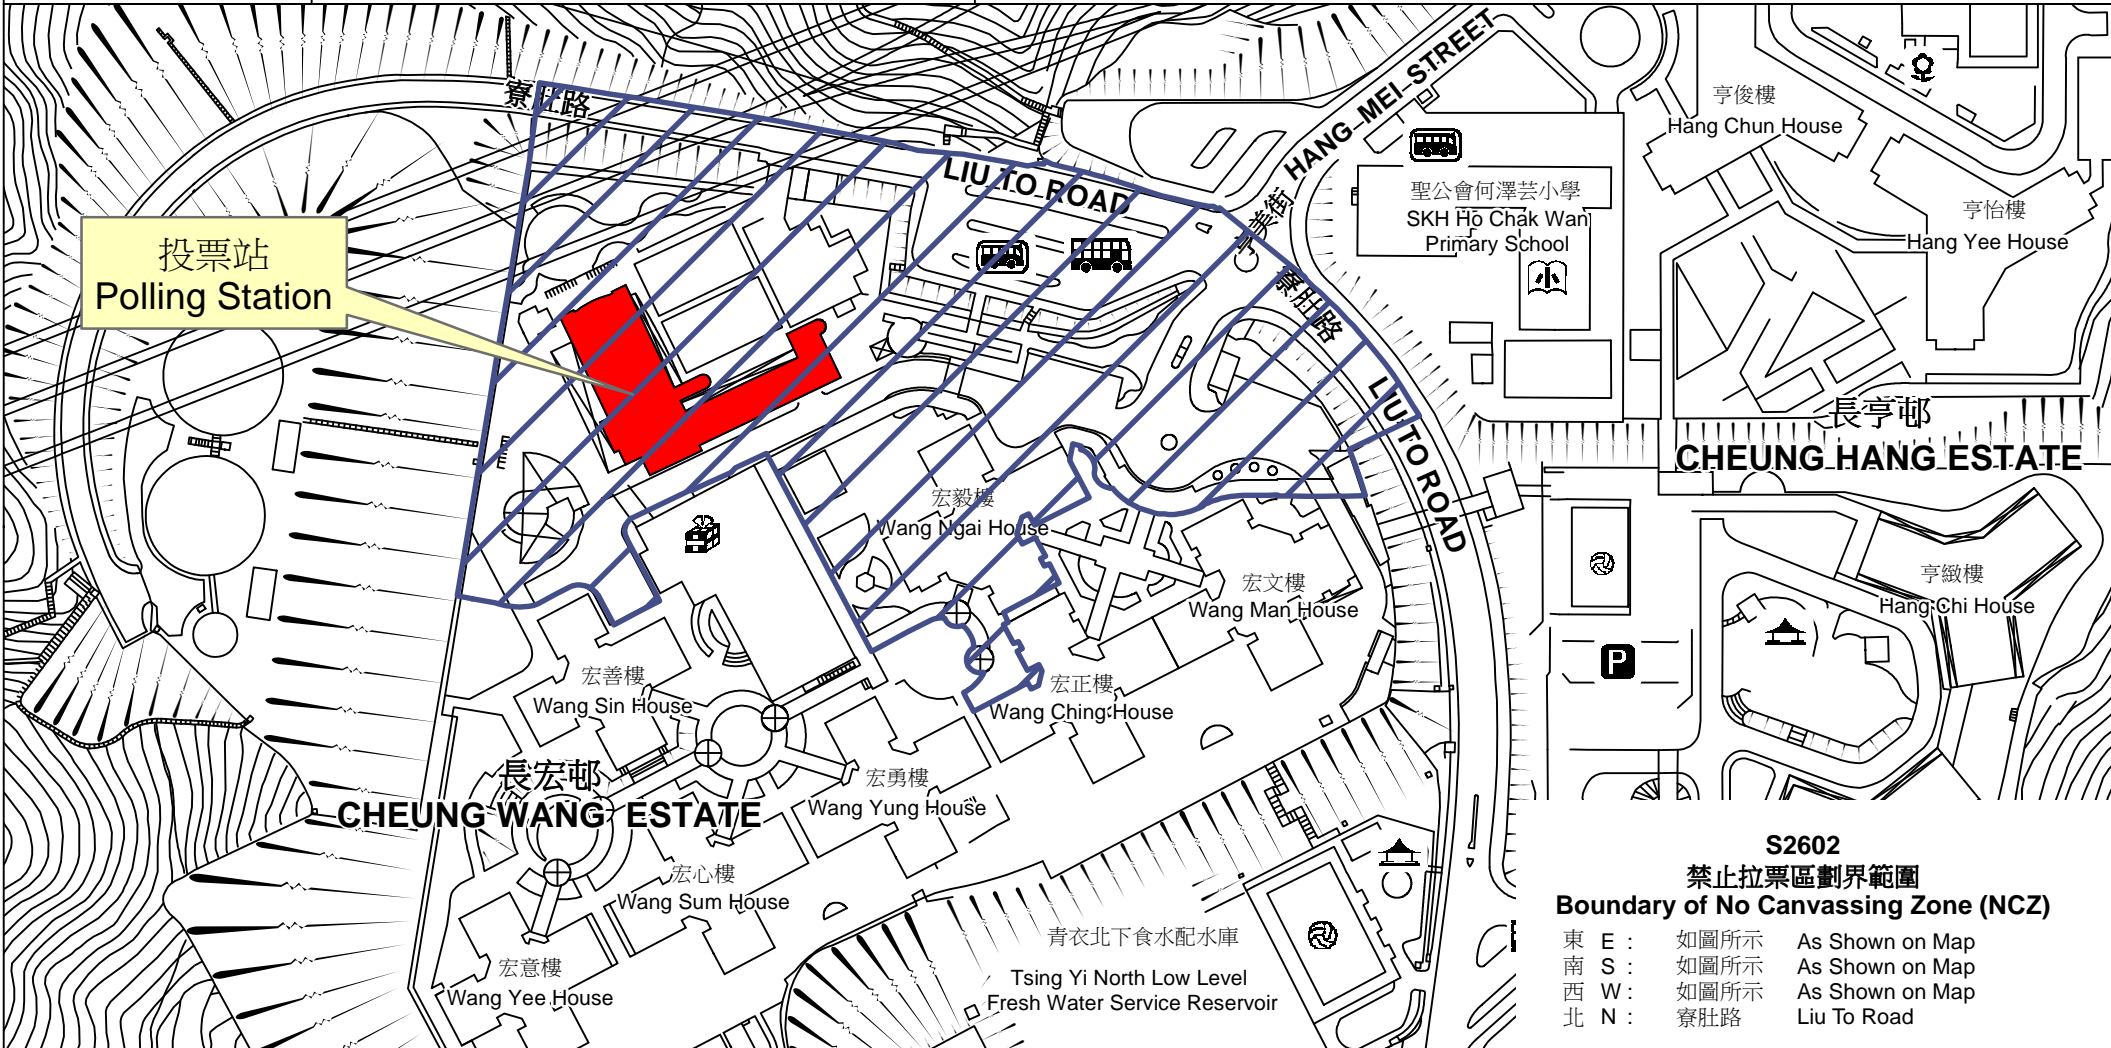 寮肚路
HANG MEI STREET
亨俊樓
Hang Chun House
LIU TO ROAD
亨美街
聖公會何澤芸小學
SKH Ho Chak Wan
Primary School
亨怡樓
Hang Yee House
投票站
Polling Station
寮肚路
LIU TO ROAD
長亨邨
CHEUNG HANG ESTATE
宏毅樓
Wang Ngai House
宏文樓
Wang Man House
亨緻樓
Hang Chi House
P
宏善樓
Wang Sin House
宏正樓
Wang Ching House
長宏邨
CHEUNG WANG ESTATE
宏勇樓
Wang Yung House
宏心樓
Wang Sum House
宏意樓
Wang Yee House
青衣北下食水配水庫
Tsing Yi North Low Level
Fresh Water Service Reservoir
S2602
禁止拉票區劃界範圍
Boundary of No Canvassing Zone (NCZ)
東 E : 如圖所示 As Shown on Map
南 S : 如圖所示 As Shown on Map
西 W : 如圖所示 As Shown on Map
北 N : 寮肚路 Liu To Road